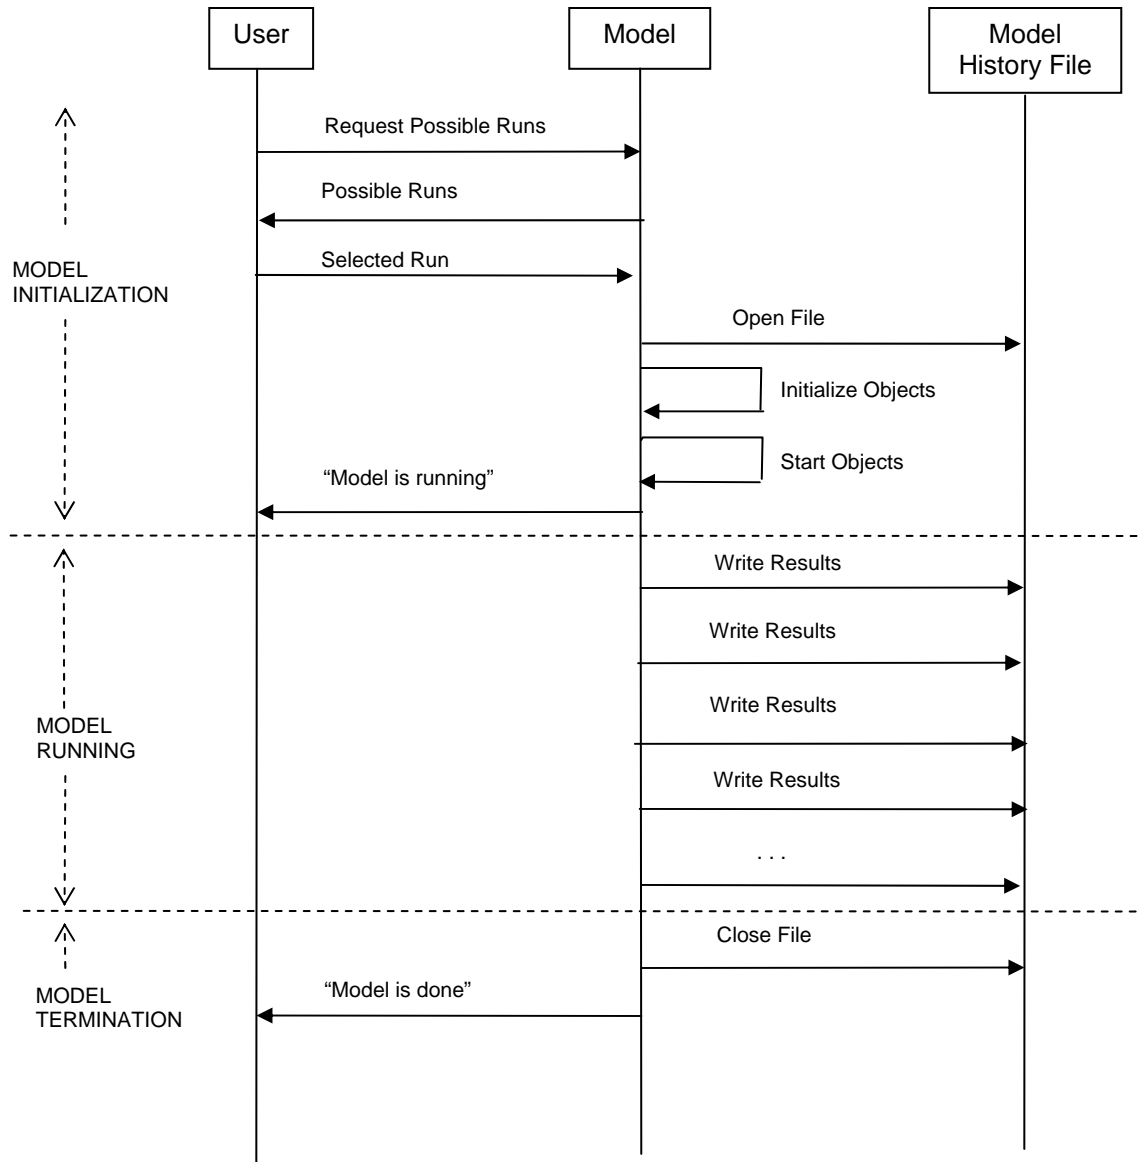 User
Model
Model
History File
Request Possible Runs
Possible Runs
Selected Run
MODEL
INITIALIZATION
Open File
Initialize Objects
Start Objects
“Model is running”
Write Results
Write Results
Write Results
MODEL
RUNNING
Write Results
. . .
Close File
“Model is done”
MODEL
TERMINATION